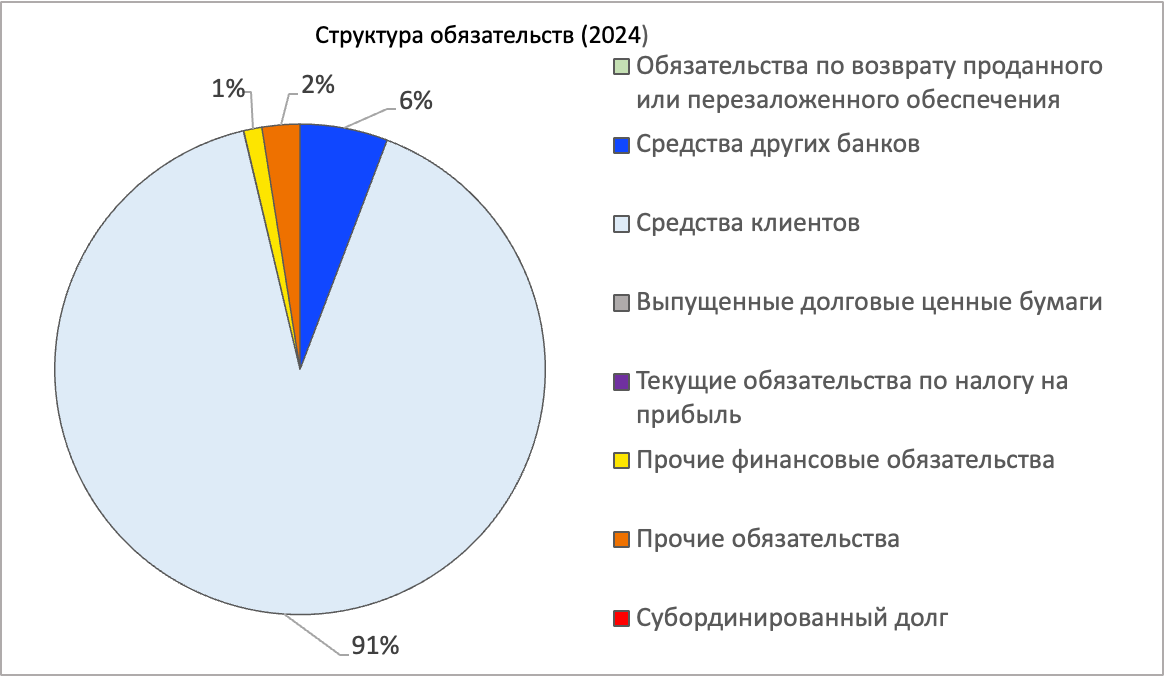 Структура обязательств (2024)
1%
2%
6%
91%
Обязательства по возврату проданного
или перезаложенного обеспечения
Средства других банков
Средства клиентов
Выпущенные долговые ценные бумаги
Текущие обязательства по налогу на
прибыль
Прочие финансовые обязательства
Прочие обязательства
Субординированный долг